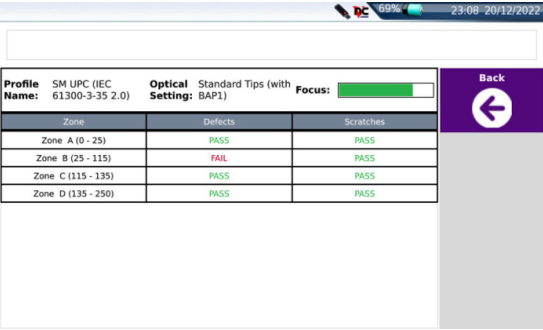 DC 69% 23:08 20/12/2022
Profile Name: SM UPC (IEC 61300-3-35 2.0) Optical Setting: Standard Tips (with BAP1) Focus:
Back
Zone Defects Scratches
Zone A (0 - 25) PASS PASS
Zone B (25 - 115) FAIL PASS
Zone C (115 - 135) PASS PASS
Zone D (135 - 250) PASS PASS